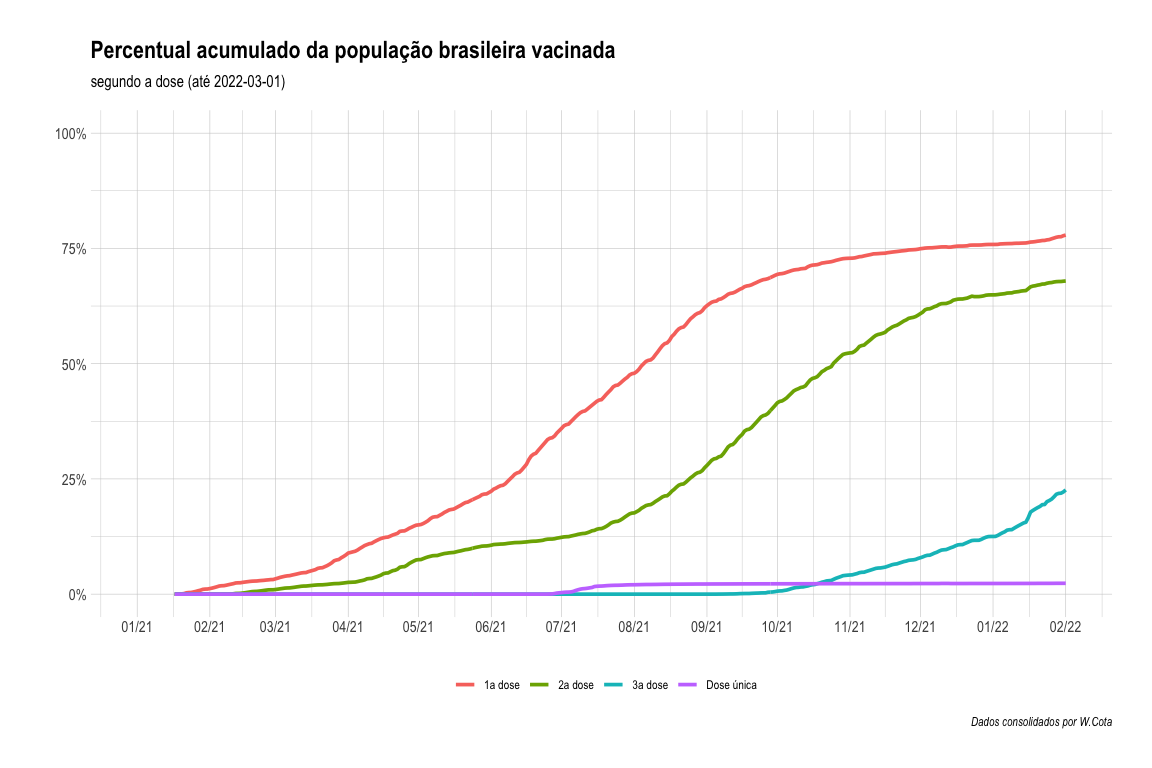 Percentual acumulado da população brasileira vacinada
segundo a dose (até 2022-03-01)
100%
75%
50%
25%
0%
01/21 02/21 03/21 04/21 05/21 06/21 07/21 08/21 09/21 10/21 11/21 12/21 01/22 02/22
1a dose 2a dose 3a dose Dose única
Dados consolidados por W.Cota